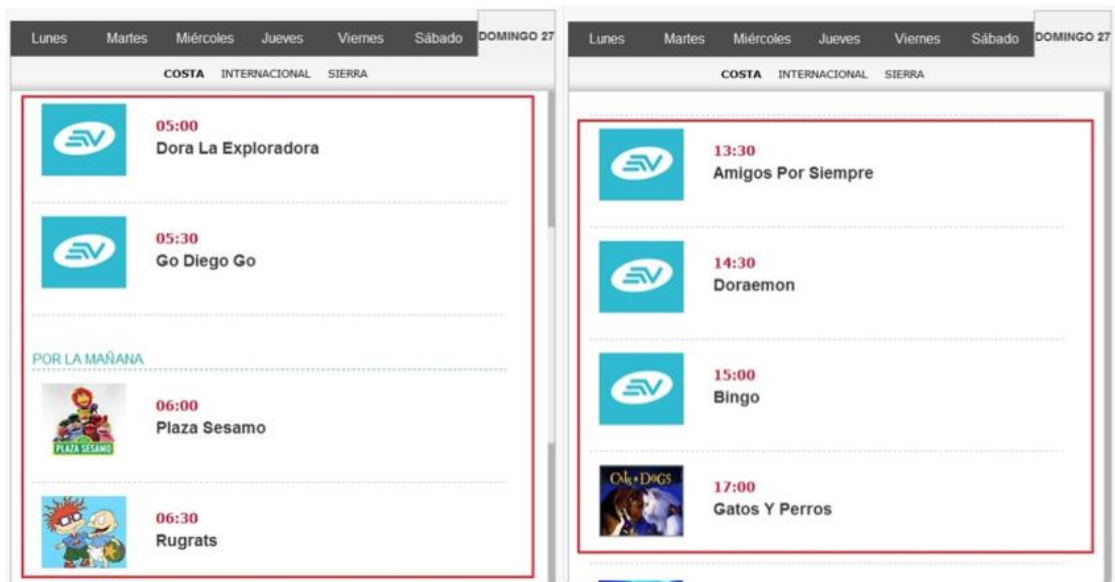 Lunes Martes Miércoles Jueves Viernes Sábado DOMINGO 27
COSTA INTERNACIONAL SIERRA
05:00
Dora La Exploradora
05:30
Go Diego Go
POR LA MAÑANA
PLAZA SESAMO
06:00
Plaza Sesamo
06:30
Rugrats
Lunes Martes Miércoles Jueves Viernes Sábado DOMINGO 27
COSTA INTERNACIONAL SIERRA
13:30
Amigos Por Siempre
14:30
Doraemon
15:00
Bingo
Cats & Dogs
17:00
Gatos Y Perros